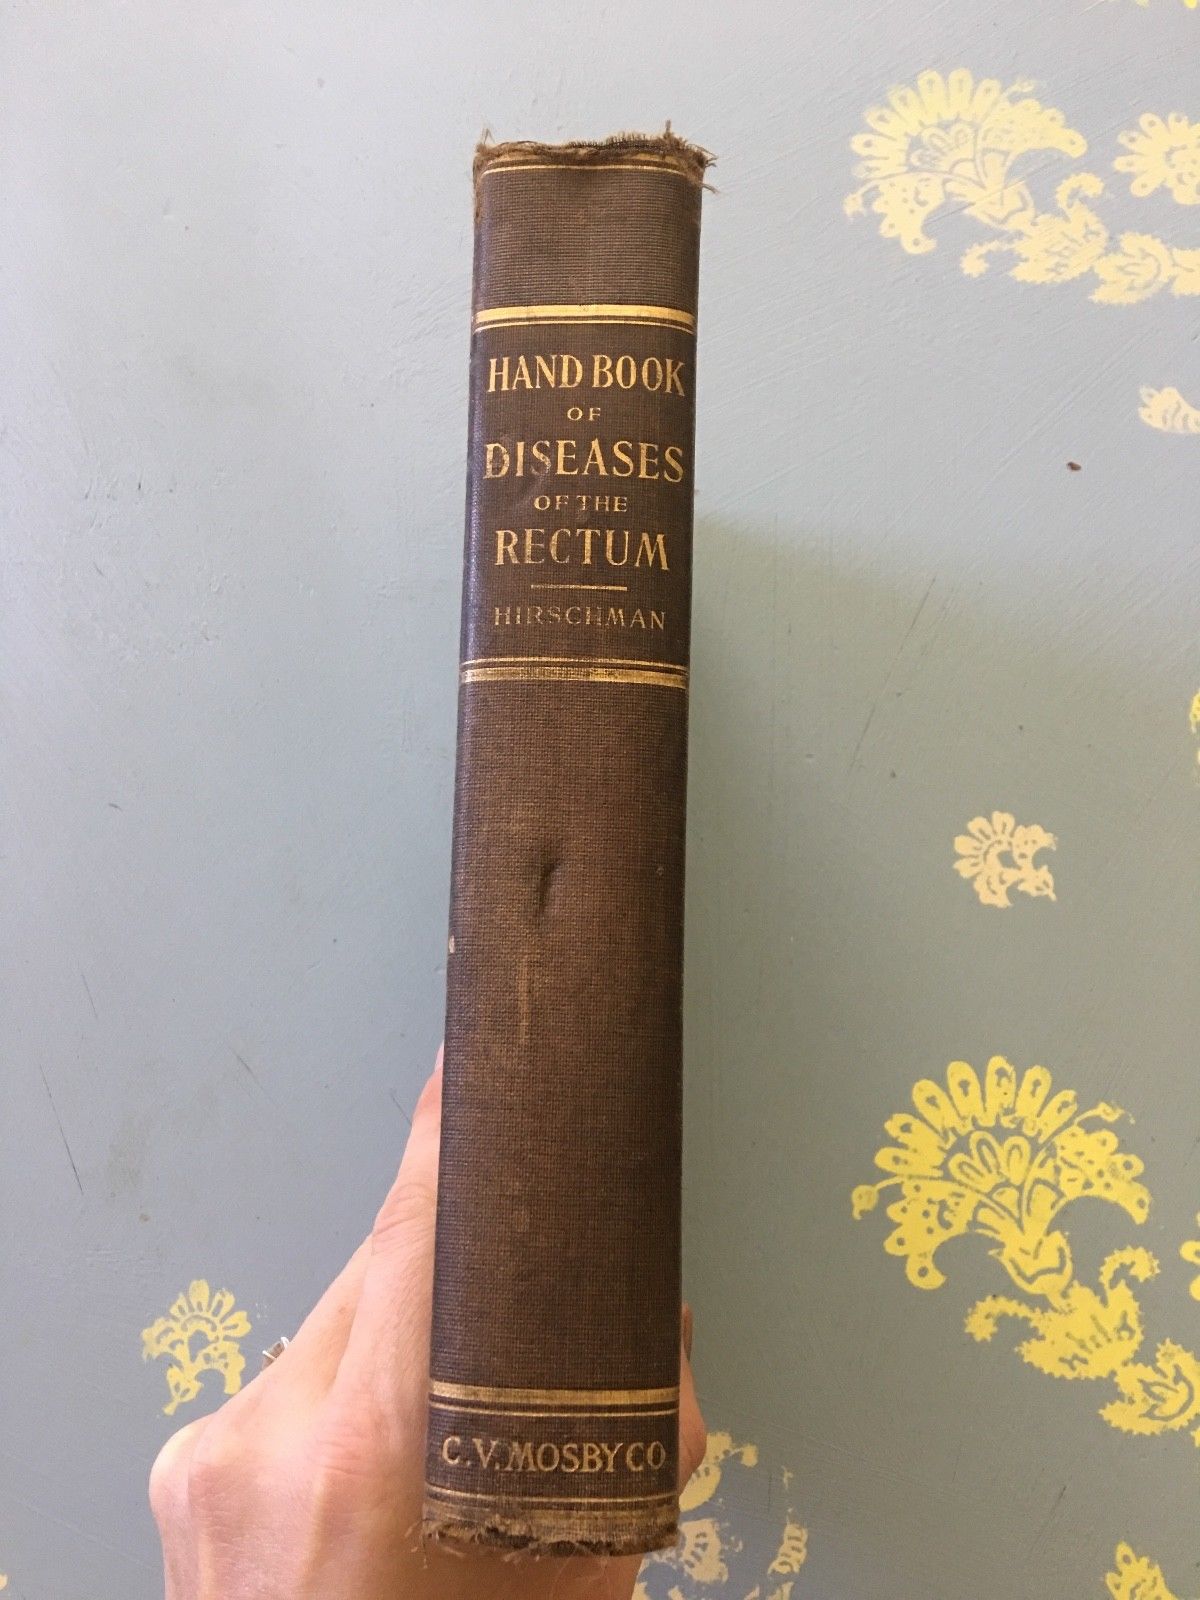 HAND BOOK
OF
DISEASES
OF THE
RECTUM
HIRSCHMAN
C.V. MOSBY CO